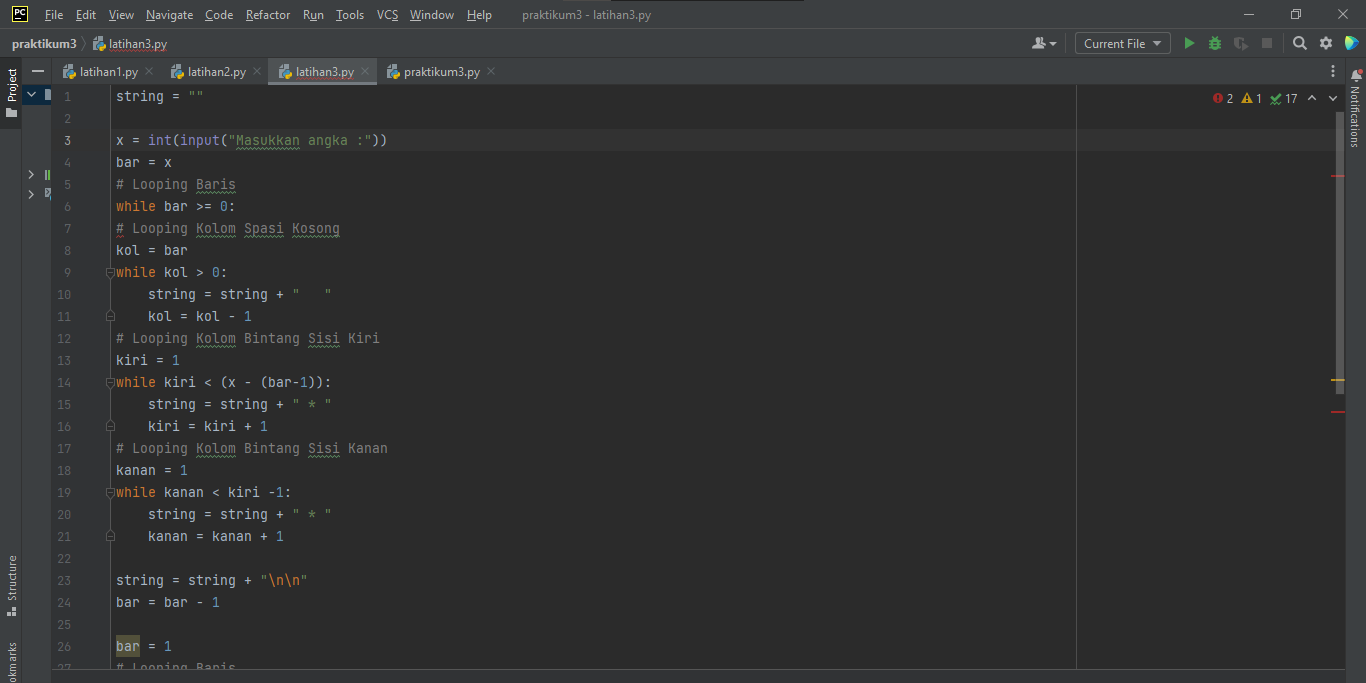 PC File Edit View Navigate Code Refactor Run Tools VCS Window Help praktikum3 - latihan3.py
praktikum3 latihan3.py Current File
Project latihan1.py latihan2.py latihan3.py praktikum3.py
Notifications
2 1 17
1 string = ""
2
3 x = int(input("Masukkan angka :"))
4 bar = x
5 # Looping Baris
6 while bar >= 0:
7 # Looping Kolom Spasi Kosong
8 kol = bar
9 while kol > 0:
10     string = string + "   "
11     kol = kol - 1
12 # Looping Kolom Bintang Sisi Kiri
13 kiri = 1
14 while kiri < (x - (bar-1)):
15     string = string + " * "
16     kiri = kiri + 1
17 # Looping Kolom Bintang Sisi Kanan
18 kanan = 1
19 while kanan < kiri -1:
20     string = string + " * "
21     kanan = kanan + 1
22
23 string = string + "\n\n"
24 bar = bar - 1
25
26 bar = 1
27 # Looping Baris
Structure
okmarks